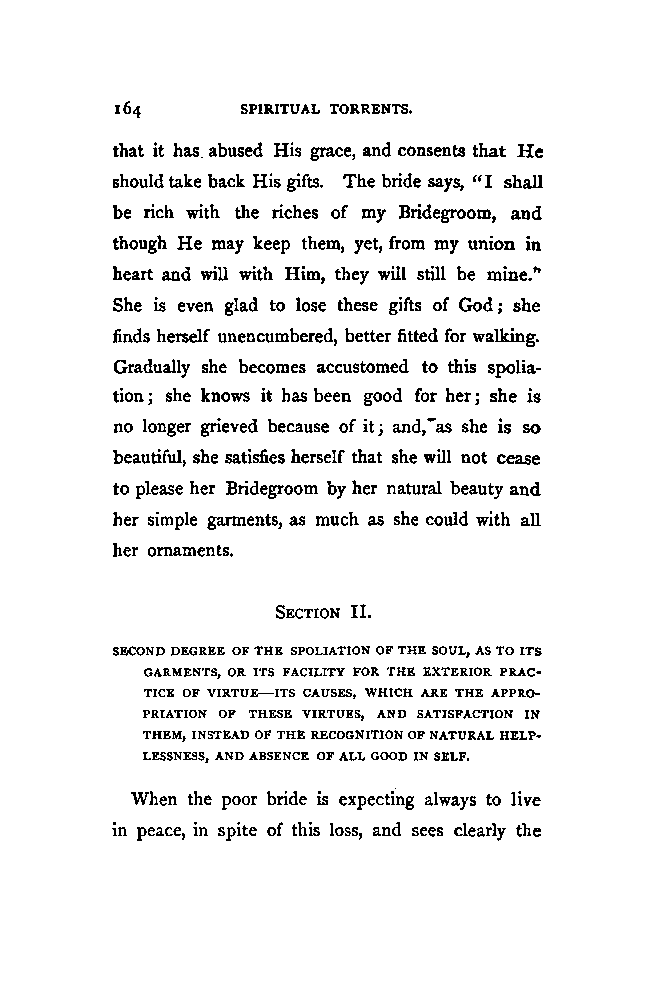 164 SPIRITUAL TORRENTS.
that it has abused His grace, and consents that He
should take back His gifts. The bride says, “I shall
be rich with the riches of my Bridegroom, and
though He may keep them, yet, from my union in
heart and will with Him, they will still be mine.”
She is even glad to lose these gifts of God; she
finds herself unencumbered, better fitted for walking.
Gradually she becomes accustomed to this spolia-
tion; she knows it has been good for her; she is
no longer grieved because of it; and, as she is so
beautiful, she satisfies herself that she will not cease
to please her Bridegroom by her natural beauty and
her simple garments, as much as she could with all
her ornaments.
SECTION II.
SECOND DEGREE OF THE SPOLIATION OF THE SOUL, AS TO ITS
GARMENTS, OR ITS FACILITY FOR THE EXTERIOR PRAC-
TICE OF VIRTUE—ITS CAUSES, WHICH ARE THE APPRO-
PRIATION OF THESE VIRTUES, AND SATISFACTION IN
THEM, INSTEAD OF THE RECOGNITION OF NATURAL HELP-
LESSNESS, AND ABSENCE OF ALL GOOD IN SELF.
When the poor bride is expecting always to live
in peace, in spite of this loss, and sees clearly the